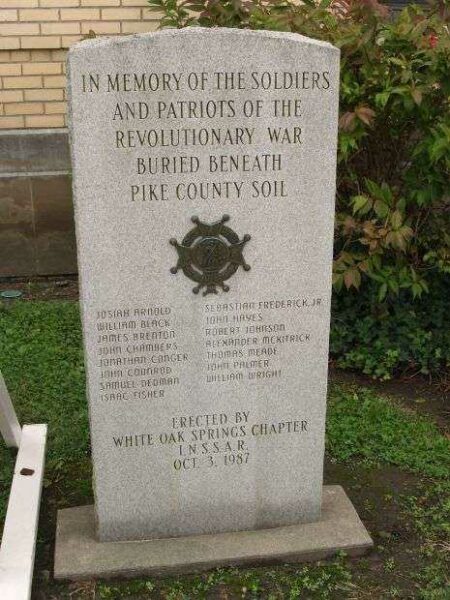 IN MEMORY OF THE SOLDIERS
AND PATRIOTS OF THE
REVOLUTIONARY WAR
BURIED BENEATH
PIKE COUNTY SOIL
JOSIAH ARNOLD
WILLIAM BLACK
JAMES BRENTON
JOHN CHAMBERS
JONATHAN CONGER
JOHN CONRAD
SAMUEL DEDMAN
ISAAC FISHER
SEBASTIAN FREDERICK, JR
JOHN HAYES
ROBERT JOHNSON
ALEXANDER MCKITRICK
THOMAS MEADE
JOHN PALMER
WILLIAM WRIGHT
ERECTED BY
WHITE OAK SPRINGS CHAPTER
I.N.S.S.A.R.
OCT. 3, 1987